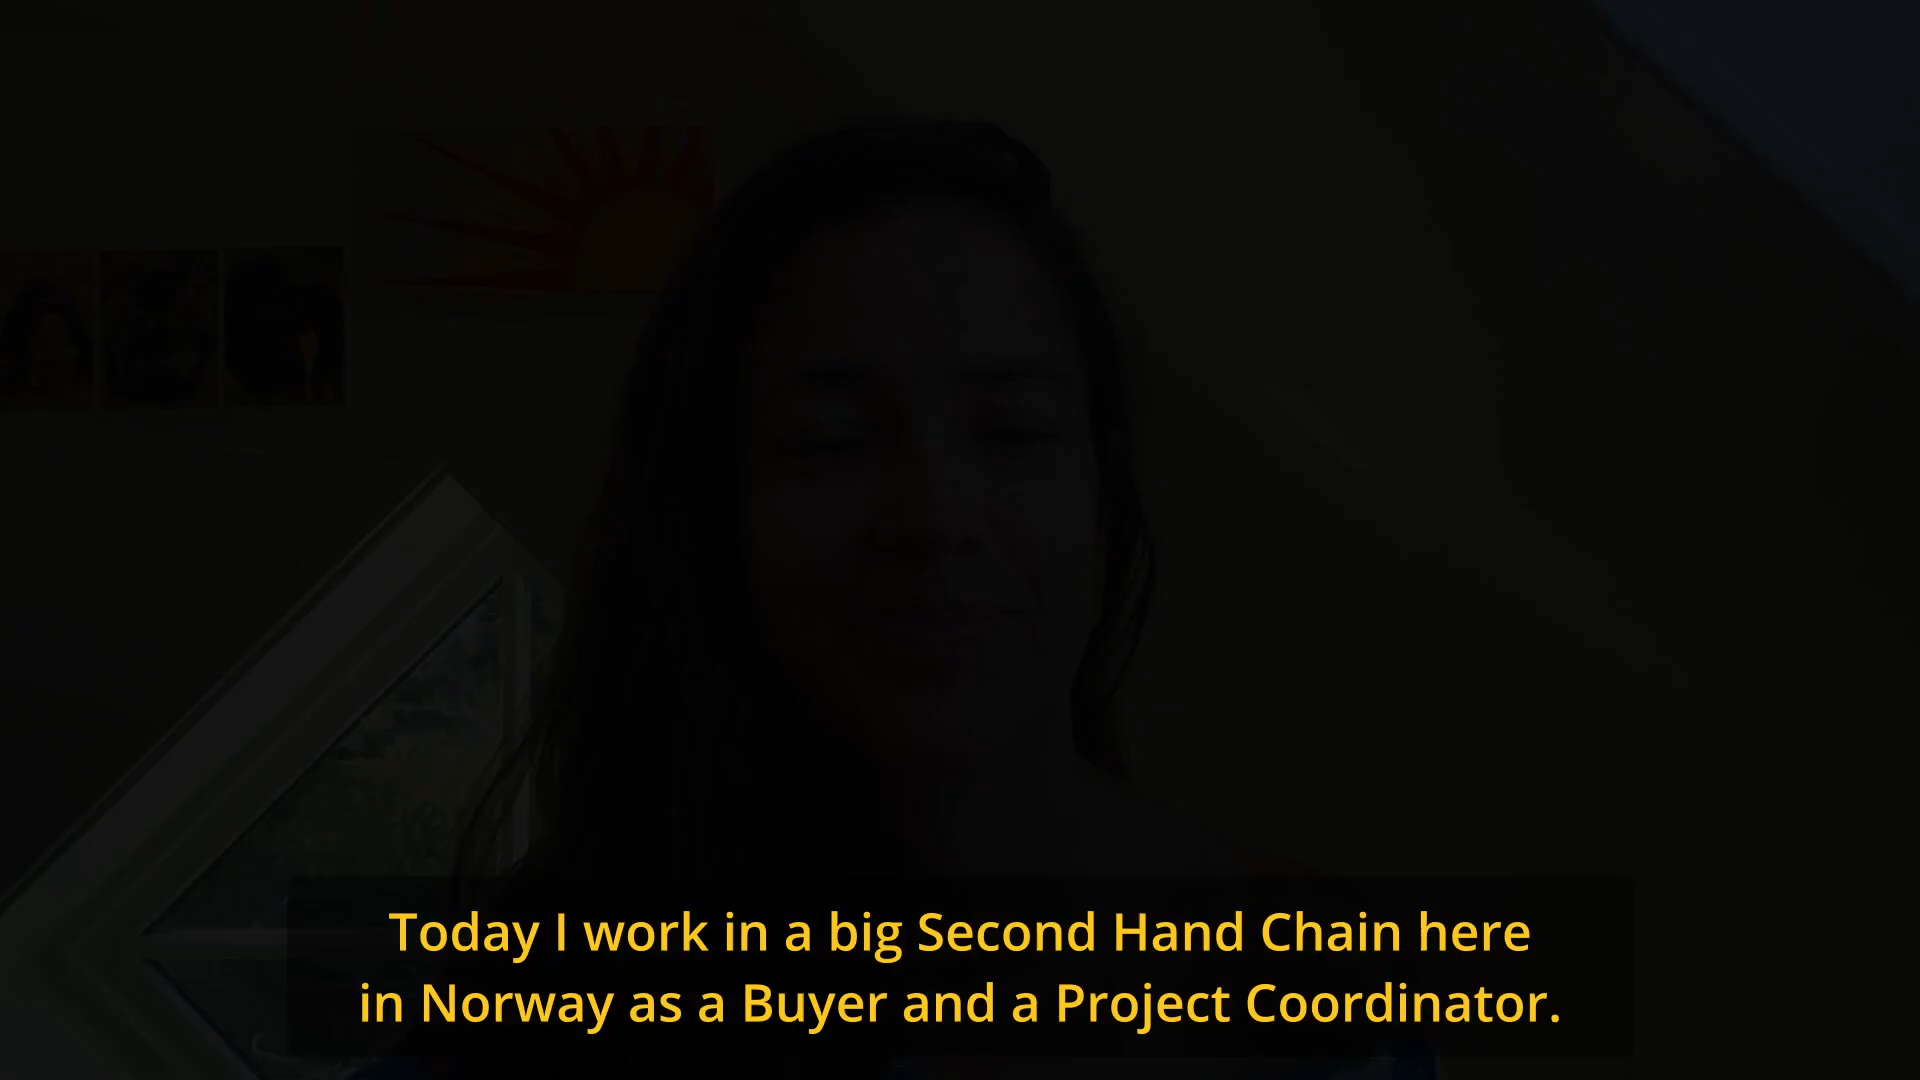 Today I work in a big Second Hand Chain here
in Norway as a Buyer and a Project Coordinator.